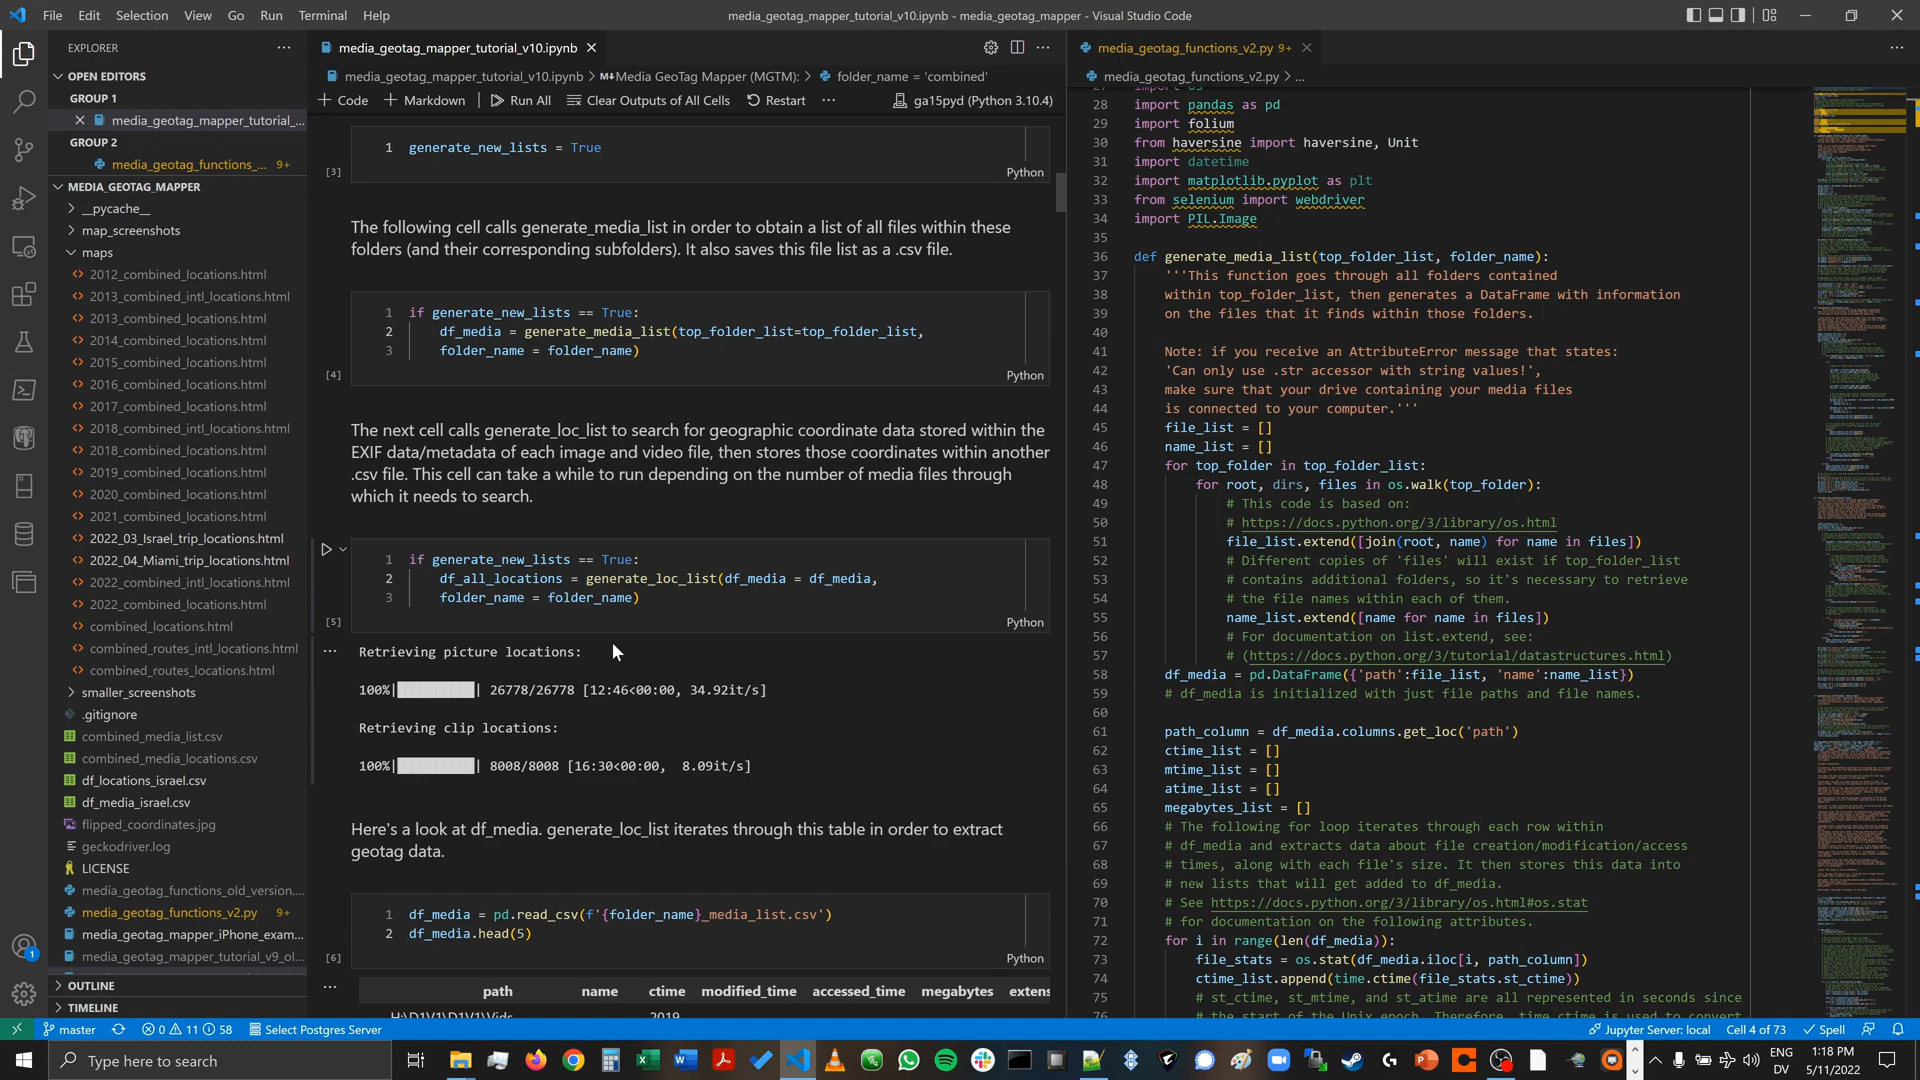 File Edit Selection View Go Run Terminal Help
media_geotag_mapper_tutorial_v10.ipynb - media_geotag_mapper - Visual Studio Code
EXPLORER
OPEN EDITORS
GROUP 1
media_geotag_mapper_tutorial_...
GROUP 2
media_geotag_functions_... 9+
MEDIA_GEOTAG_MAPPER
__pycache__
map_screenshots
maps
2012_combined_locations.html
2013_combined_intl_locations.html
2013_combined_locations.html
2014_combined_locations.html
2015_combined_locations.html
2016_combined_locations.html
2017_combined_locations.html
2018_combined_intl_locations.html
2018_combined_locations.html
2019_combined_locations.html
2020_combined_locations.html
2021_combined_locations.html
2022_03_Israel_trip_locations.html
2022_04_Miami_trip_locations.html
2022_combined_intl_locations.html
2022_combined_locations.html
combined_locations.html
combined_routes_intl_locations.html
combined_routes_locations.html
smaller_screenshots
.gitignore
combined_media_list.csv
combined_media_locations.csv
df_locations_israel.csv
df_media_israel.csv
flipped_coordinates.jpg
geckodriver.log
LICENSE
media_geotag_functions_old_version....
media_geotag_functions_v2.py 9+
media_geotag_mapper_iPhone_exam...
media_geotag_mapper_tutorial_v9_ol...
OUTLINE
TIMELINE
media_geotag_mapper_tutorial_v10.ipynb
media_geotag_mapper_tutorial_v10.ipynb > M↓Media GeoTag Mapper (MGTM): > folder_name = 'combined'
+ Code + Markdown Run All Clear Outputs of All Cells Restart ... ga15pyd (Python 3.10.4)
1 generate_new_lists = True
[3] Python
The following cell calls generate_media_list in order to obtain a list of all files within these
folders (and their corresponding subfolders). It also saves this file list as a .csv file.
1 if generate_new_lists == True:
2 df_media = generate_media_list(top_folder_list=top_folder_list,
3 folder_name = folder_name)
[4] Python
The next cell calls generate_loc_list to search for geographic coordinate data stored within the
EXIF data/metadata of each image and video file, then stores those coordinates within another
.csv file. This cell can take a while to run depending on the number of media files through
which it needs to search.
1 if generate_new_lists == True:
2 df_all_locations = generate_loc_list(df_media = df_media,
3 folder_name = folder_name)
[5] Python
Retrieving picture locations:
100%|██████████| 26778/26778 [12:46<00:00, 34.92it/s]
Retrieving clip locations:
100%|██████████| 8008/8008 [16:30<00:00, 8.09it/s]
Here's a look at df_media. generate_loc_list iterates through this table in order to extract
geotag data.
1 df_media = pd.read_csv(f'{folder_name}_media_list.csv')
2 df_media.head(5)
[6] Python
path name ctime modified_time accessed_time megabytes extens
H:\D1V1\D1V1\Vids 2019
media_geotag_functions_v2.py 9+
media_geotag_functions_v2.py > ...
27 import os
28 import pandas as pd
29 import folium
30 from haversine import haversine, Unit
31 import datetime
32 import matplotlib.pyplot as plt
33 from selenium import webdriver
34 import PIL.Image
35
36 def generate_media_list(top_folder_list, folder_name):
37 '''This function goes through all folders contained
38 within top_folder_list, then generates a DataFrame with information
39 on the files that it finds within those folders.
40
41 Note: if you receive an AttributeError message that states:
42 'Can only use .str accessor with string values!',
43 make sure that your drive containing your media files
44 is connected to your computer.'''
45 file_list = []
46 name_list = []
47 for top_folder in top_folder_list:
48 for root, dirs, files in os.walk(top_folder):
49 # This code is based on:
50 # https://docs.python.org/3/library/os.html
51 file_list.extend([join(root, name) for name in files])
52 # Different copies of 'files' will exist if top_folder_list
53 # contains additional folders, so it's necessary to retrieve
54 # the file names within each of them.
55 name_list.extend([name for name in files])
56 # For documentation on list.extend, see:
57 # (https://docs.python.org/3/tutorial/datastructures.html)
58 df_media = pd.DataFrame({'path':file_list, 'name':name_list})
59 # df_media is initialized with just file paths and file names.
60
61 path_column = df_media.columns.get_loc('path')
62 ctime_list = []
63 mtime_list = []
64 atime_list = []
65 megabytes_list = []
66 # The following for loop iterates through each row within
67 # df_media and extracts data about file creation/modification/access
68 # times, along with each file's size. It then stores this data into
69 # new lists that will get added to df_media.
70 # See https://docs.python.org/3/library/os.html#os.stat
71 # for documentation on the following attributes.
72 for i in range(len(df_media)):
73 file_stats = os.stat(df_media.iloc[i, path_column])
74 ctime_list.append(time.ctime(file_stats.st_ctime))
75 # st_ctime, st_mtime, and st_atime are all represented in seconds since
76 # the start of the Unix epoch. Therefore, time.ctime is used to convert
master 0 11 58 Select Postgres Server
Jupyter Server: local Cell 4 of 73 Spell
Type here to search
ENG
DV
1:18 PM
5/11/2022